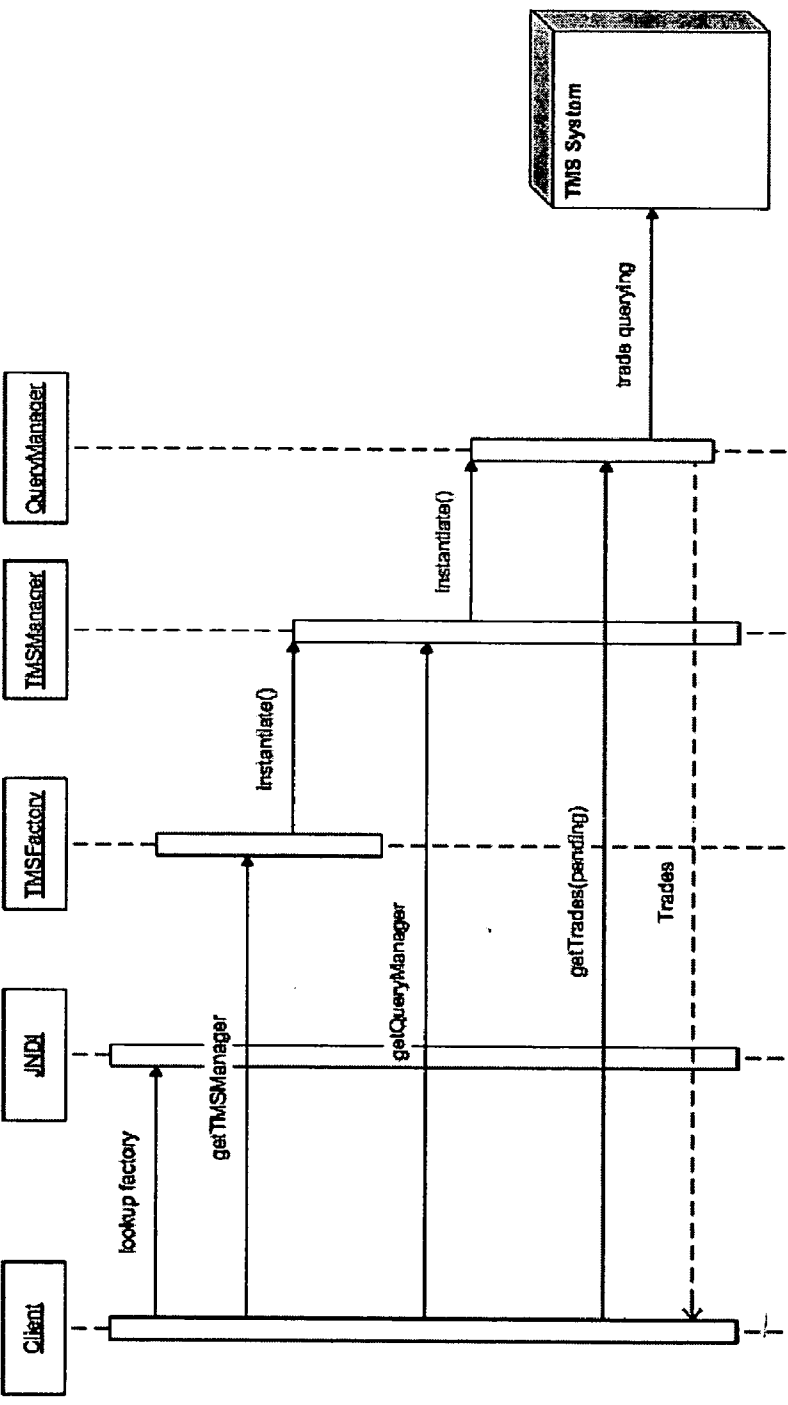 Client
JNDI
TMSFactory
TMSManager
QueryManager
lookup factory
getTMSManager
Instantiate()
getQueryManager
Instantiate()
getTrades(pending)
trade querying
Trades
TMS System